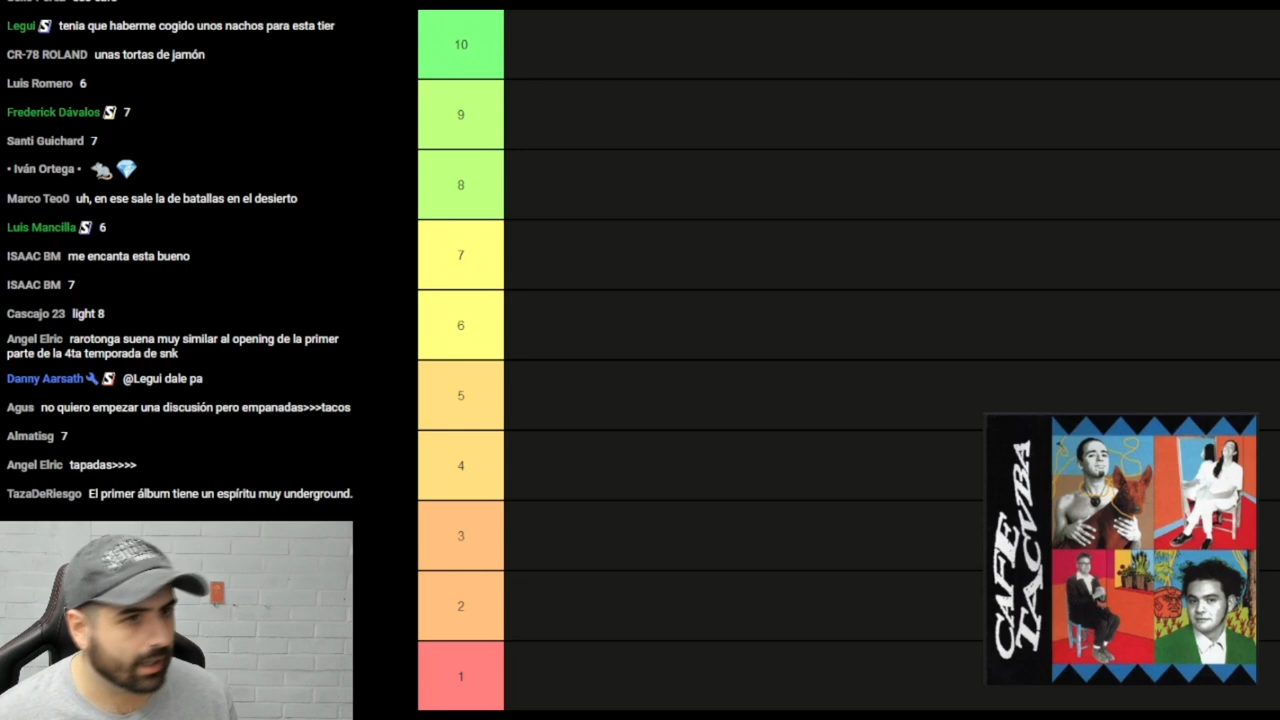 Legui tenia que haberme cogido unos nachos para esta tier
CR-78 ROLAND unas tortas de jamón
Luis Romero 6
Frederick Dávalos 7
Santi Guichard 7
• Iván Ortega •
Marco Teo0 uh, en ese sale la de batallas en el desierto
Luis Mancilla 6
ISAAC BM me encanta esta bueno
ISAAC BM 7
Cascajo 23 light 8
Angel Elric rarotonga suena muy similar al opening de la primer
parte de la 4ta temporada de snk
Danny Aarsath @Legui dale pa
Agus no quiero empezar una discusión pero empanadas>>>tacos
Almatisg 7
Angel Elric tapadas>>>>
TazaDeRiesgo El primer álbum tiene un espíritu muy underground.
10
9
8
7
6
5
4
3
2
1
CAFE
TACVBA